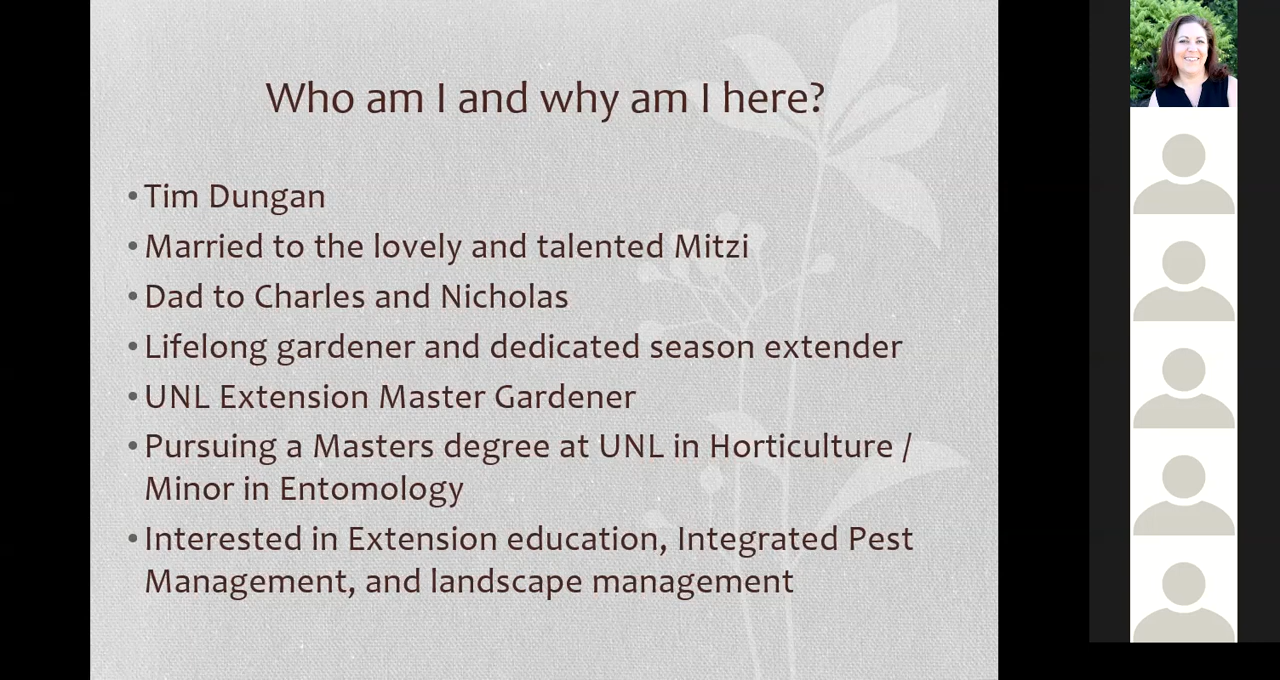 Who am I and why am I here?
•Tim Dungan
•Married to the lovely and talented Mitzi
•Dad to Charles and Nicholas
•Lifelong gardener and dedicated season extender
•UNL Extension Master Gardener
•Pursuing a Masters degree at UNL in Horticulture /
Minor in Entomology
•Interested in Extension education, Integrated Pest
Management, and landscape management